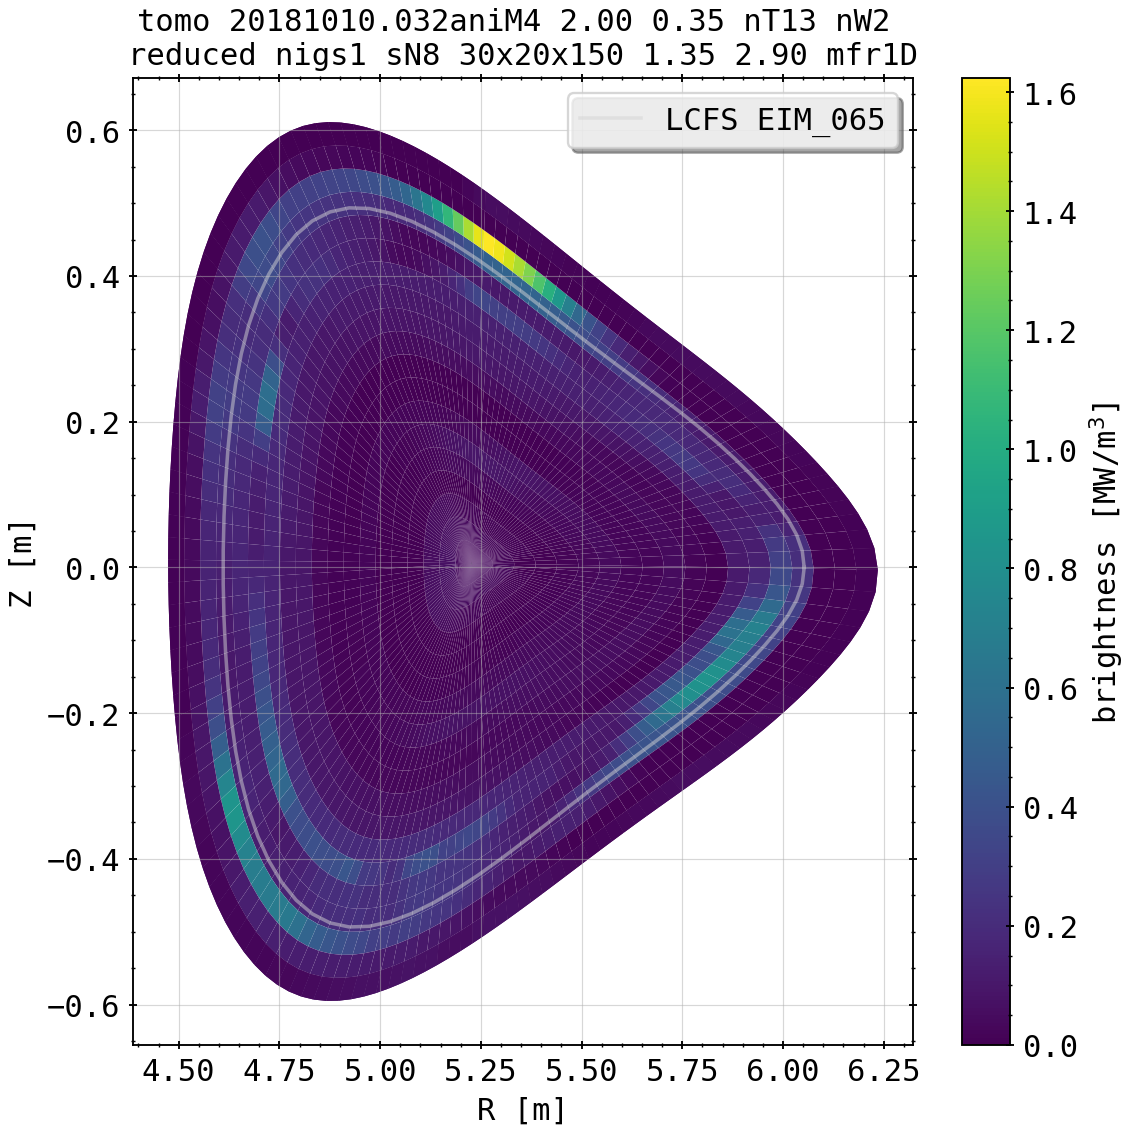 tomo 20181010.032aniM4 2.00 0.35 nT13 nW2
reduced nigs1 sN8 30x20x150 1.35 2.90 mfr1D
LCFS EIM_065
0.6
0.4
0.2
0.0
−0.2
−0.4
−0.6
Z [m]
4.50 4.75 5.00 5.25 5.50 5.75 6.00 6.25
R [m]
1.6
1.4
1.2
1.0
0.8
0.6
0.4
0.2
0.0
brightness [MW/m³]